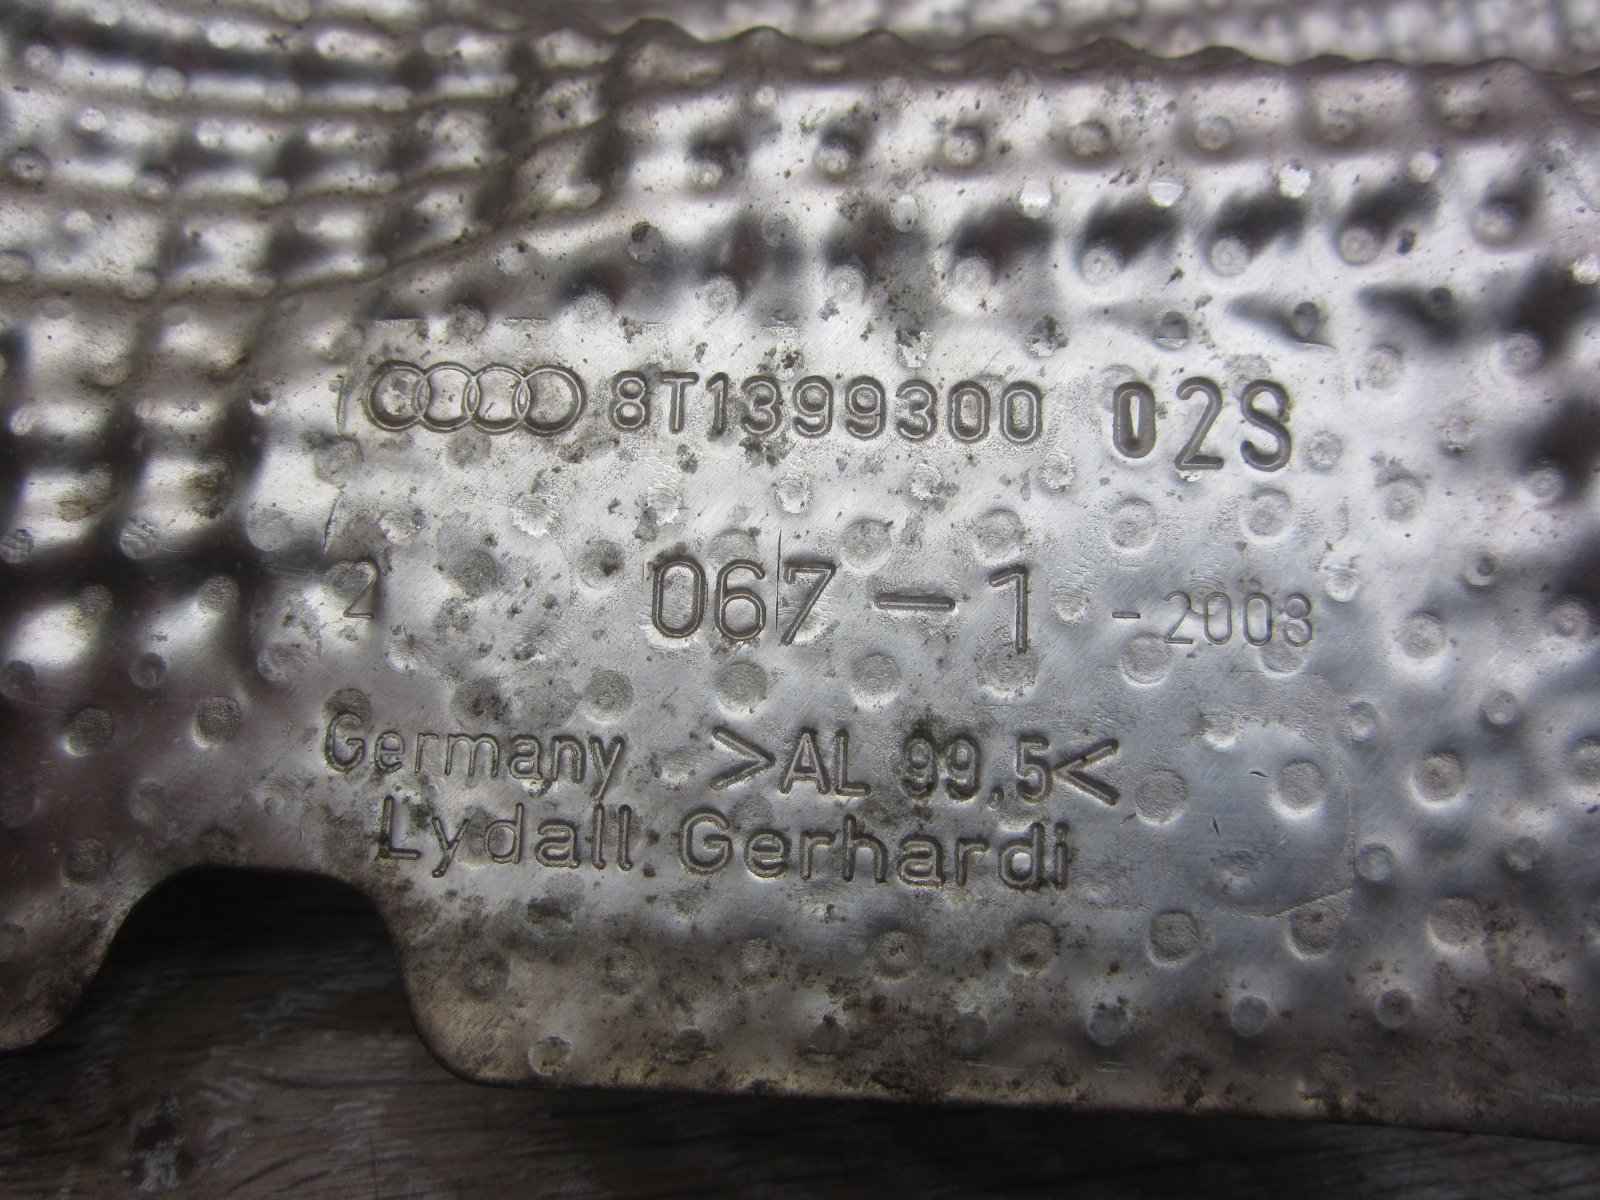 8T1399300 02S
2 067-1 -2008
Germany >AL 99,5<
Lydall Gerhardi